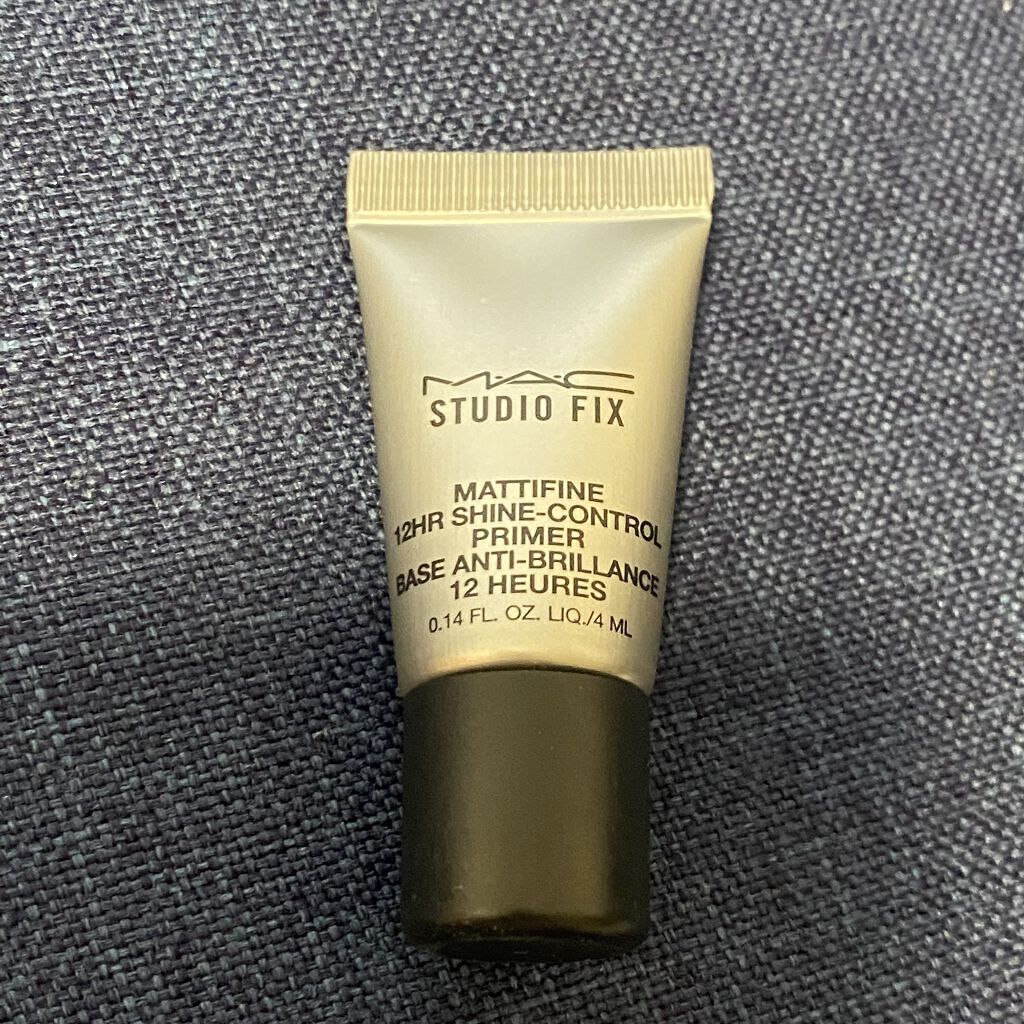 M·A·C
STUDIO FIX
MATTIFINE
12HR SHINE-CONTROL
PRIMER
BASE ANTI-BRILLANCE
12 HEURES
0.14 FL. OZ. LIQ./4 ML